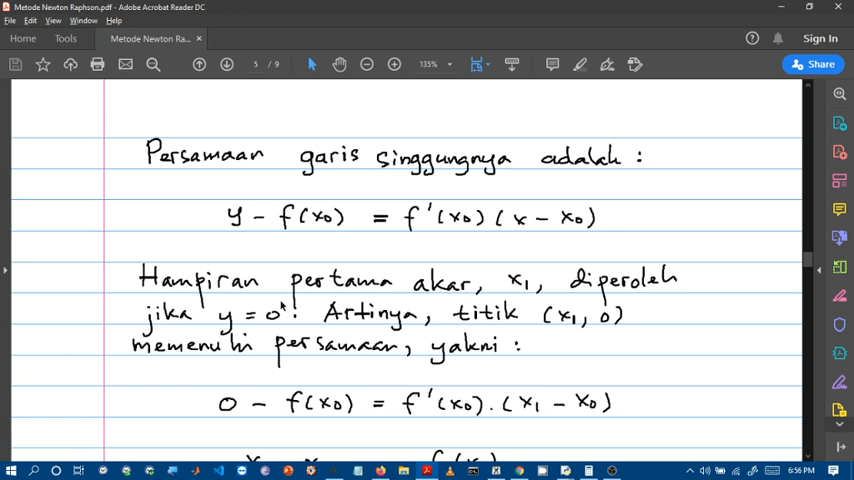 Metode Newton Raphson.pdf - Adobe Acrobat Reader DC
File Edit View Window Help
Home Tools Metode Newton Ra... × Sign In
5 / 9 135% Share
Persamaan garis singgungnya adalah :
y - f(x0) = f'(x0) (x - x0)
Hampiran pertama akar, x1, diperoleh
jika y = 0. Artinya, titik (x1, 0)
memenuhi persamaan, yakni :
0 - f(x0) = f'(x0) . (x1 - x0)
6:56 PM